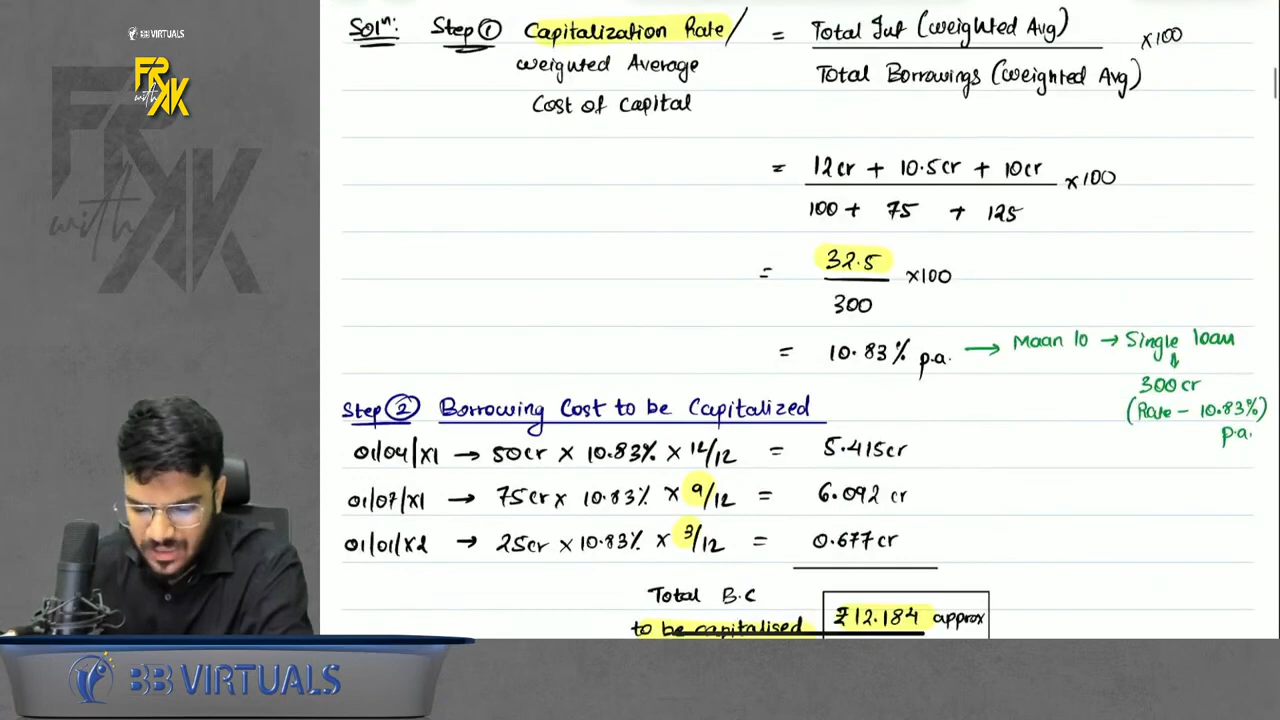 BB VIRTUALS
FR
with
AK
FR
with
AK
Solⁿ: Step ① Capitalization Rate/ = Total Int (weighted Avg) ×100
weighted Average Total Borrowings (weighted Avg)
Cost of Capital
= 12cr + 10.5cr + 10cr ×100
100 + 75 + 125
= 32.5 ×100
300
= 10.83% p.a. → Maan lo → Single loan
↓
300cr
(Rate - 10.83%)
p.a.
Step ② Borrowing Cost to be Capitalized
01/04/X1 → 50cr × 10.83% × 12/12 = 5.415cr
01/07/X1 → 75cr × 10.83% × 9/12 = 6.092 cr
01/01/X2 → 25cr × 10.83% × 3/12 = 0.677cr
Total B.C
to be capitalised ₹12.184 approx
BB VIRTUALS